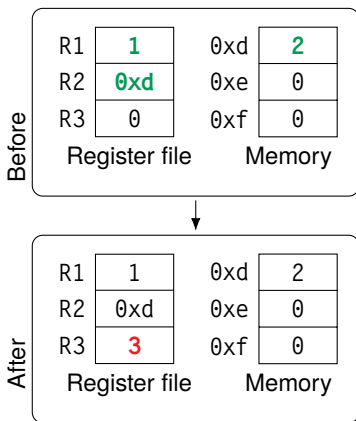 Before
R1 1 0xd 2
R2 0xd 0xe 0
R3 0 0xf 0
Register file Memory
After
R1 1 0xd 2
R2 0xd 0xe 0
R3 3 0xf 0
Register file Memory